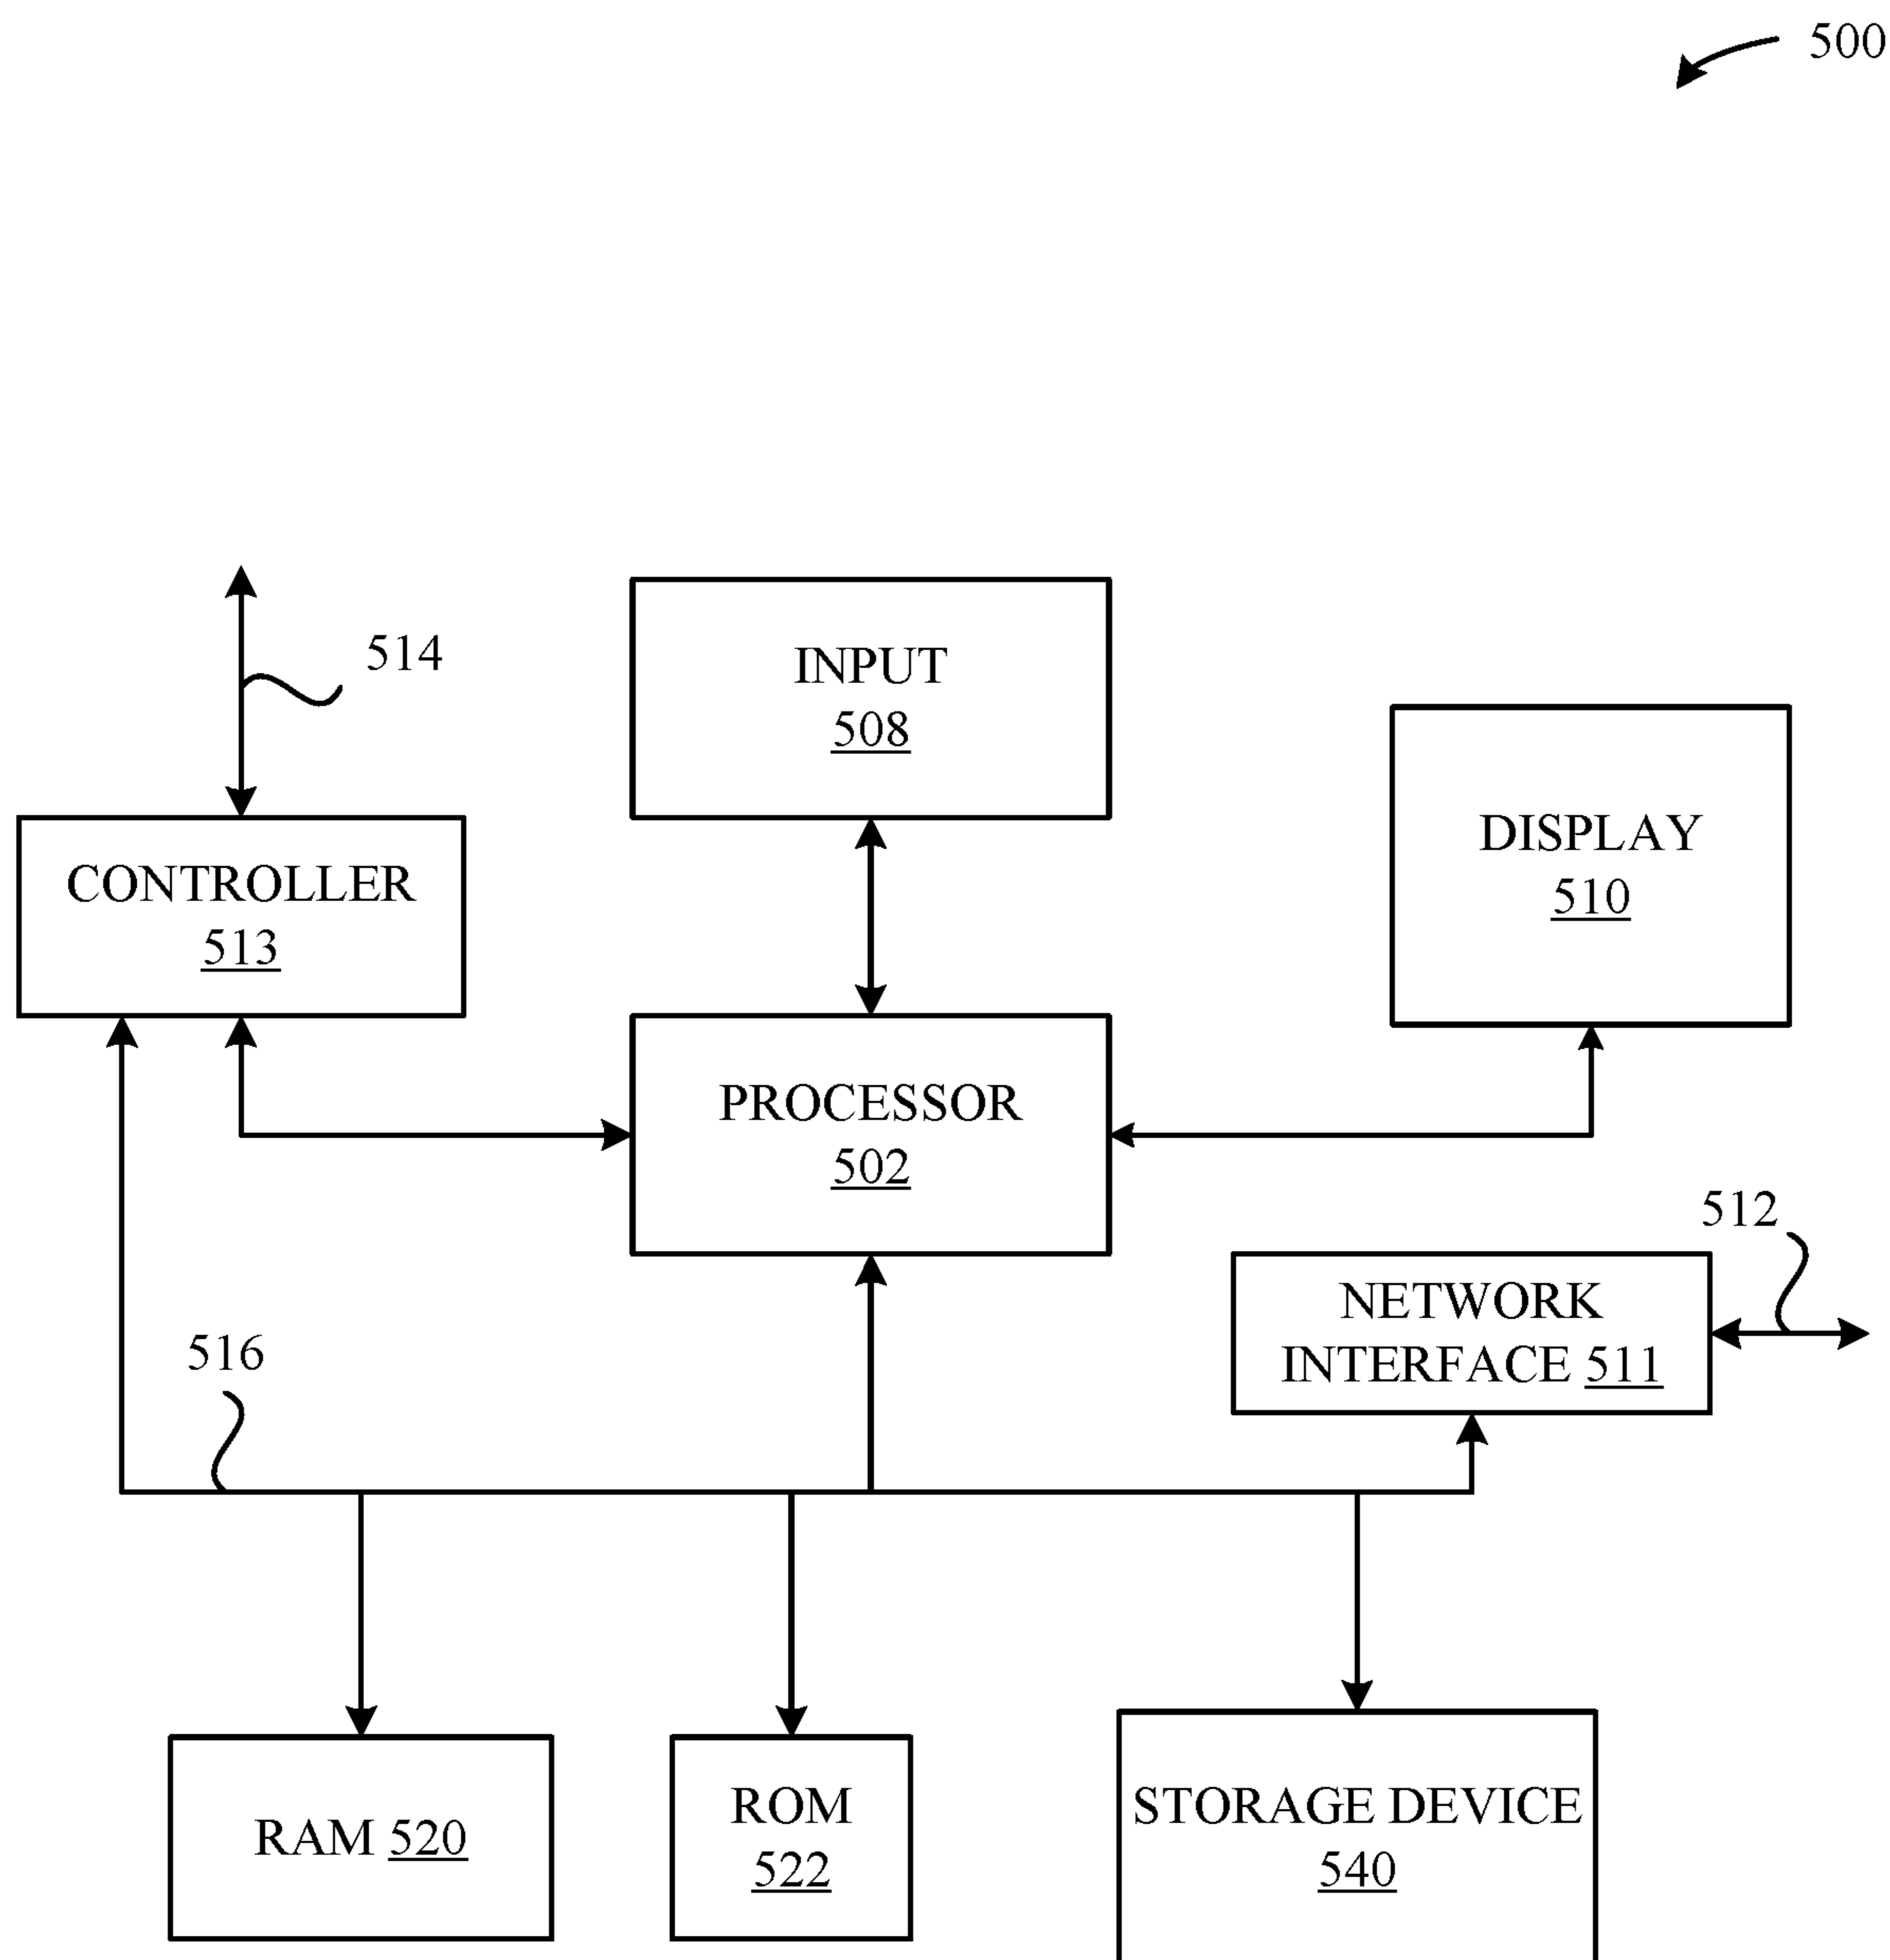 500
514
INPUT
508
DISPLAY
510
CONTROLLER
513
PROCESSOR
502
512
NETWORK
INTERFACE 511
516
RAM 520
ROM
522
STORAGE DEVICE
540